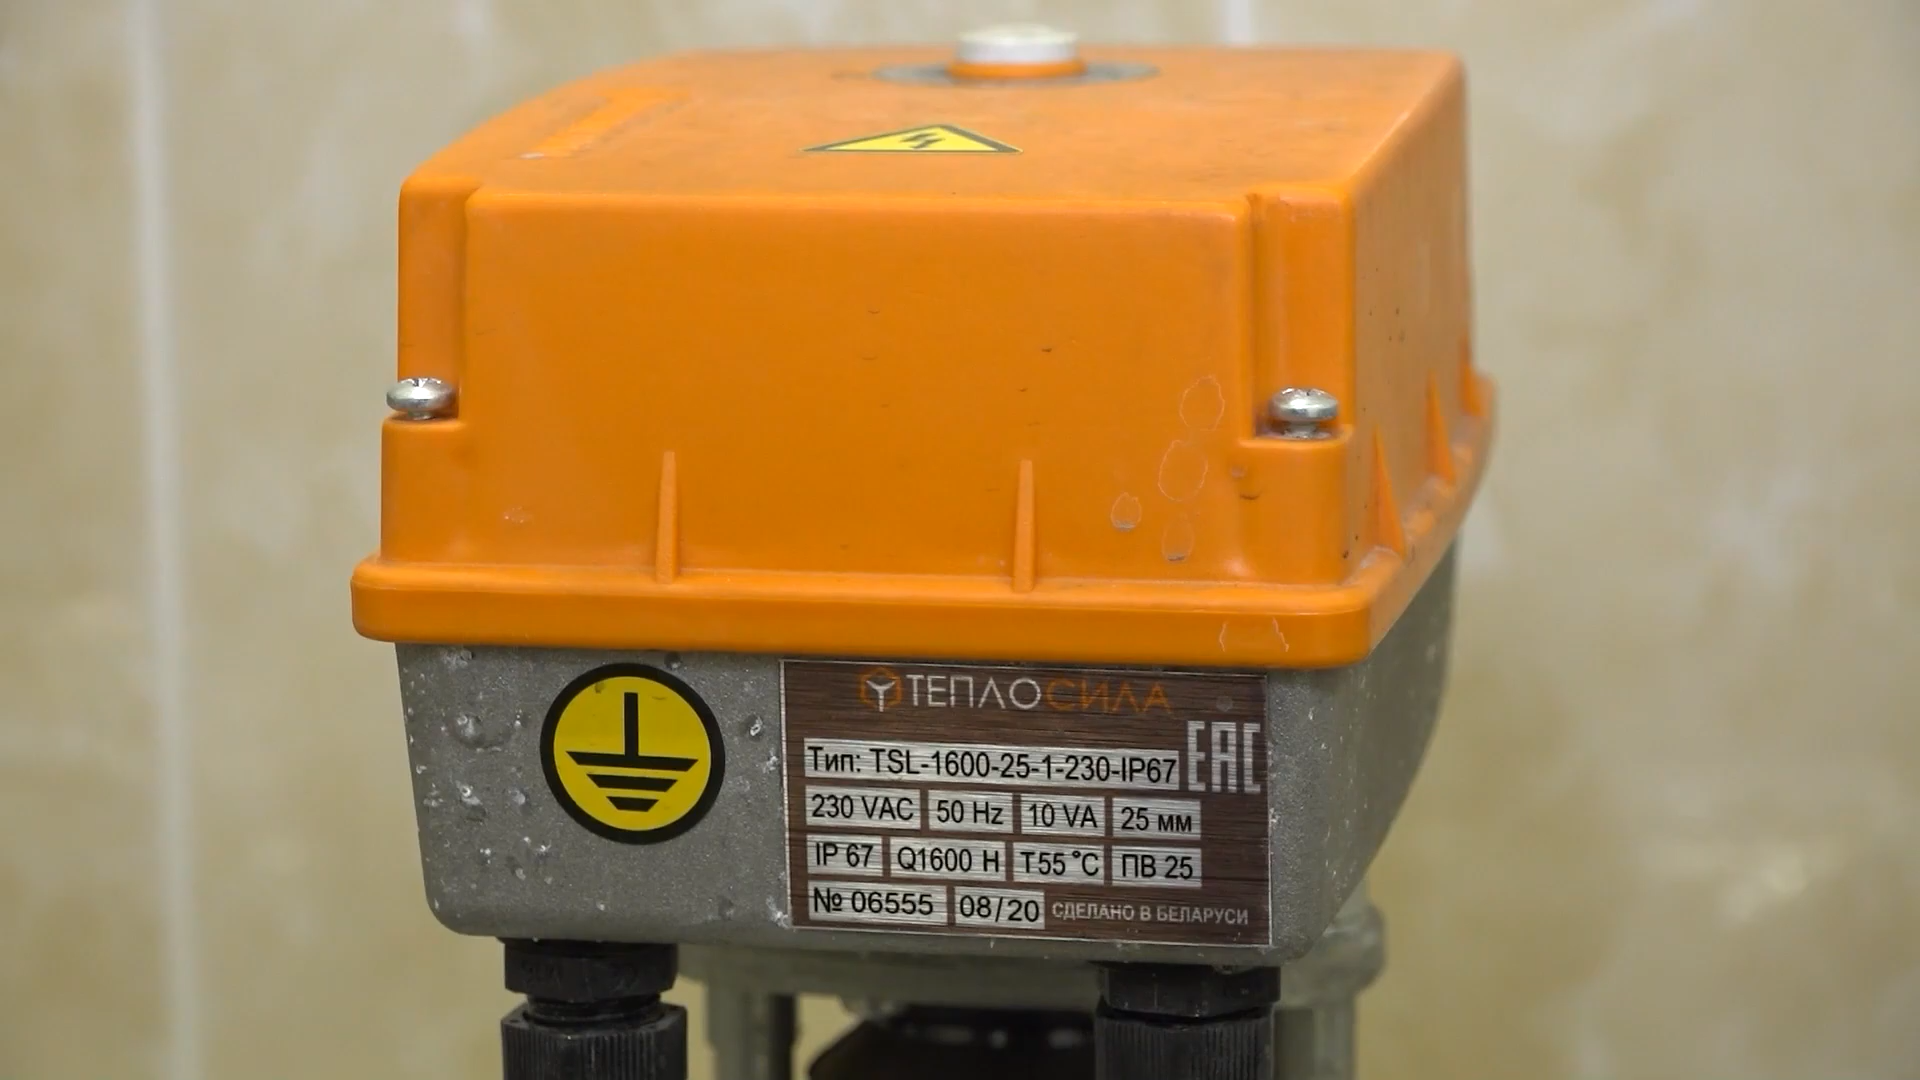 ТЕПЛОСИЛА
Тип: TSL-1600-25-1-230-IP67 EAC
230 VAC 50 Hz 10 VA 25 мм
IP 67 Q1600 H T55 °C ПВ 25
№ 06555 08/20 СДЕЛАНО В БЕЛАРУСИ